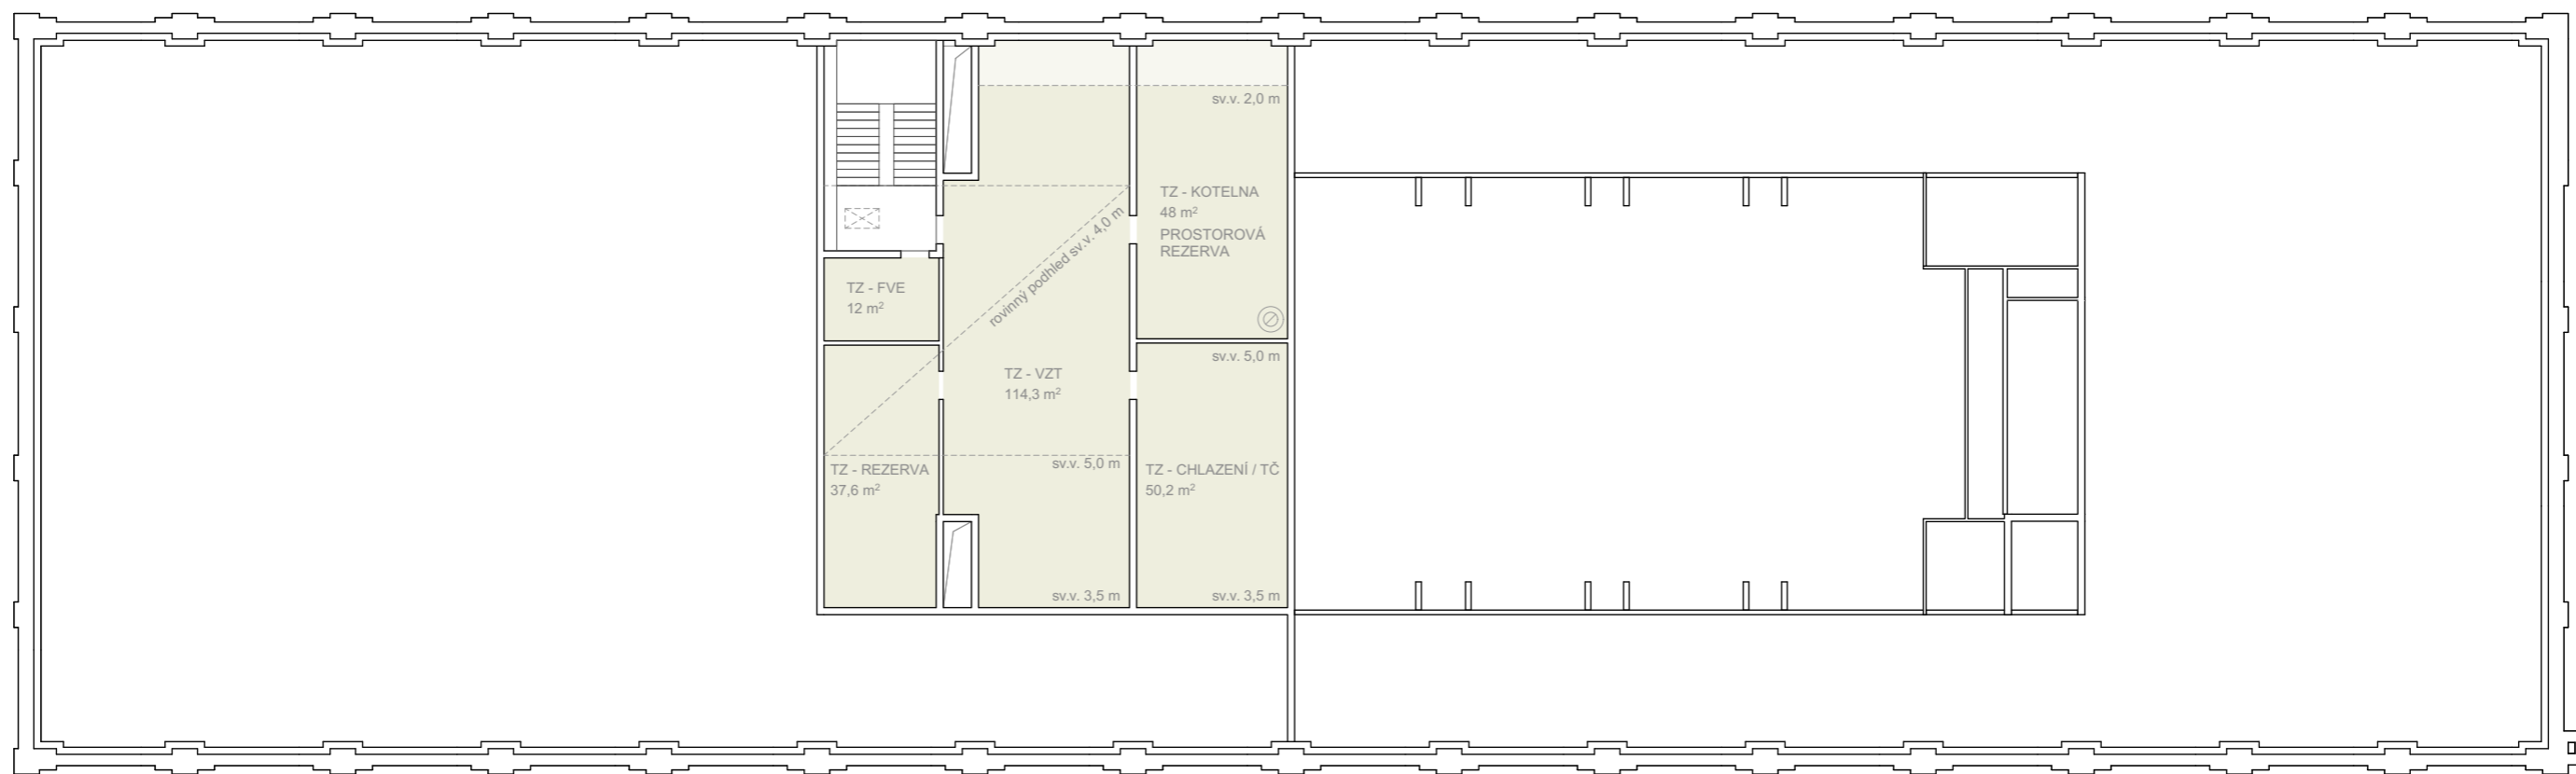 sv.v. 2,0 m
TZ - KOTELNA
48 m²
PROSTOROVÁ
REZERVA
rovinný podhled sv.v. 4,0 m
TZ - FVE
12 m²
sv.v. 5,0 m
TZ - VZT
114,3 m²
sv.v. 5,0 m
TZ - REZERVA
37,6 m²
TZ - CHLAZENÍ / TČ
50,2 m²
sv.v. 3,5 m
sv.v. 3,5 m